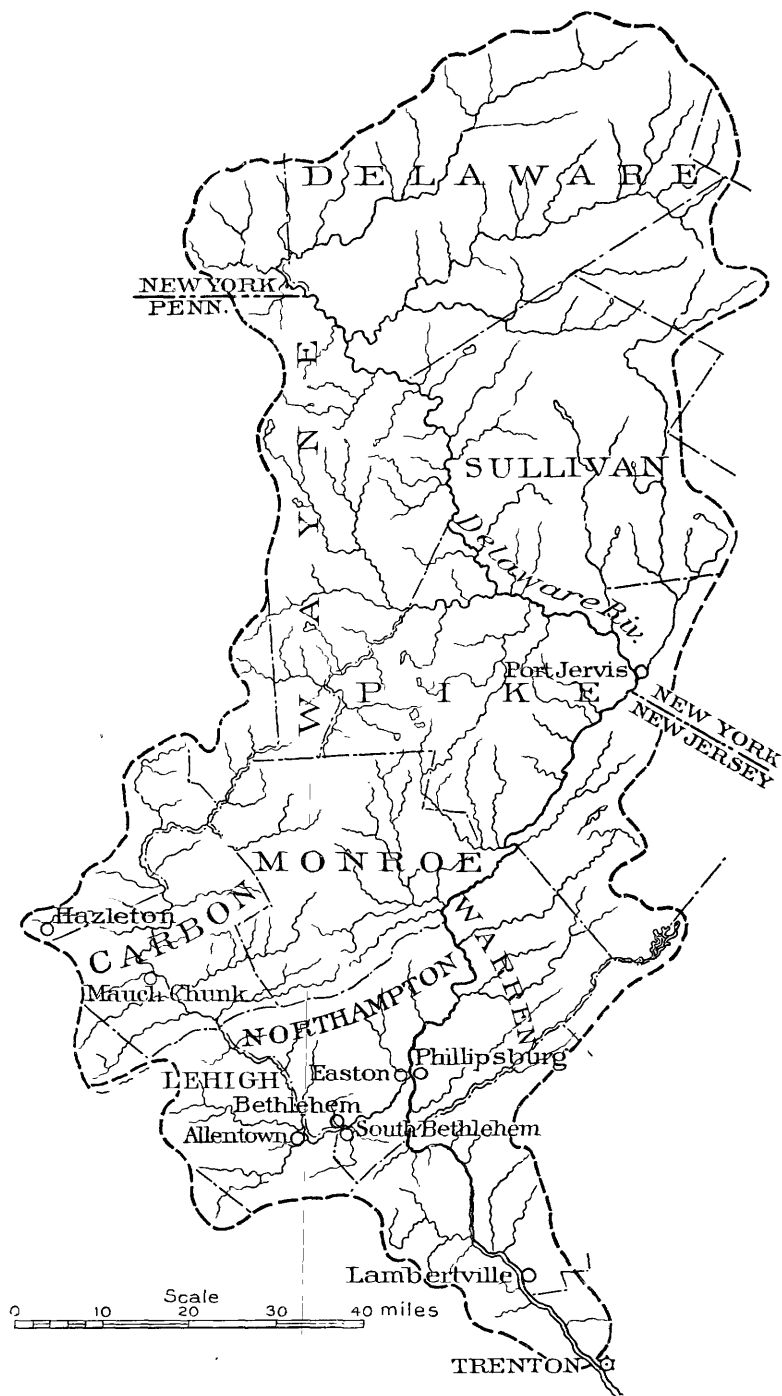 DELAWARE
NEW YORK
PENN.
WAYNE
SULLIVAN
Delaware Riv.
Port Jervis
PIKE
NEW YORK
NEW JERSEY
MONROE
Hazleton
CARBON
WARREN
Mauch Chunk
NORTHAMPTON
Phillipsburg
Easton
LEHIGH
Bethlehem
Allentown
South Bethlehem
Lambertville
Scale
0 10 20 30 40 miles
TRENTON